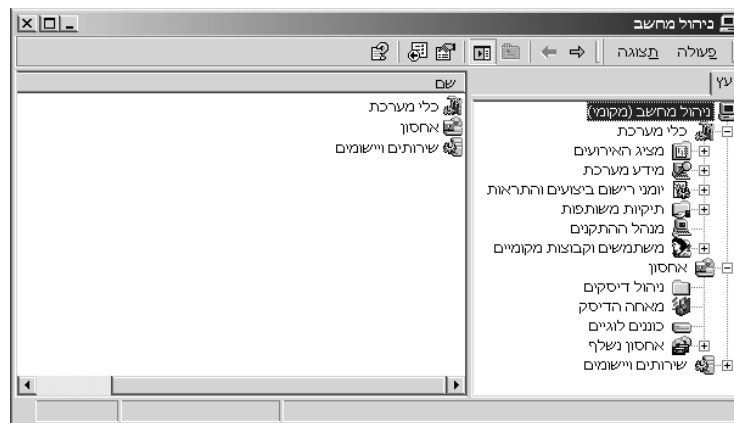 ניהול מחשב
פעולה תצוגה
עץ
ניהול מחשב (מקומי)
כלי מערכת
מציג האירועים
מידע מערכת
יומני רישום ביצועים והתראות
תיקיות משותפות
מנהל ההתקנים
משתמשים וקבוצות מקומיים
אחסון
ניהול דיסקים
מאחה הדיסק
כוננים לוגיים
אחסון נשלף
שירותים ויישומים
שם
כלי מערכת
אחסון
שירותים ויישומים